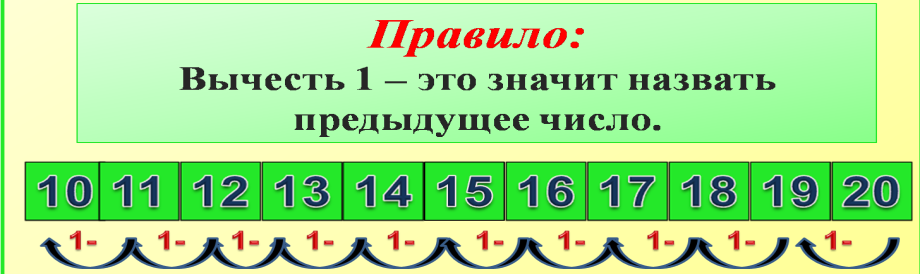 Правило:
Вычесть 1 – это значит назвать
предыдущее число.
10 11 12 13 14 15 16 17 18 19 20
1- 1- 1- 1- 1- 1- 1- 1- 1- 1-